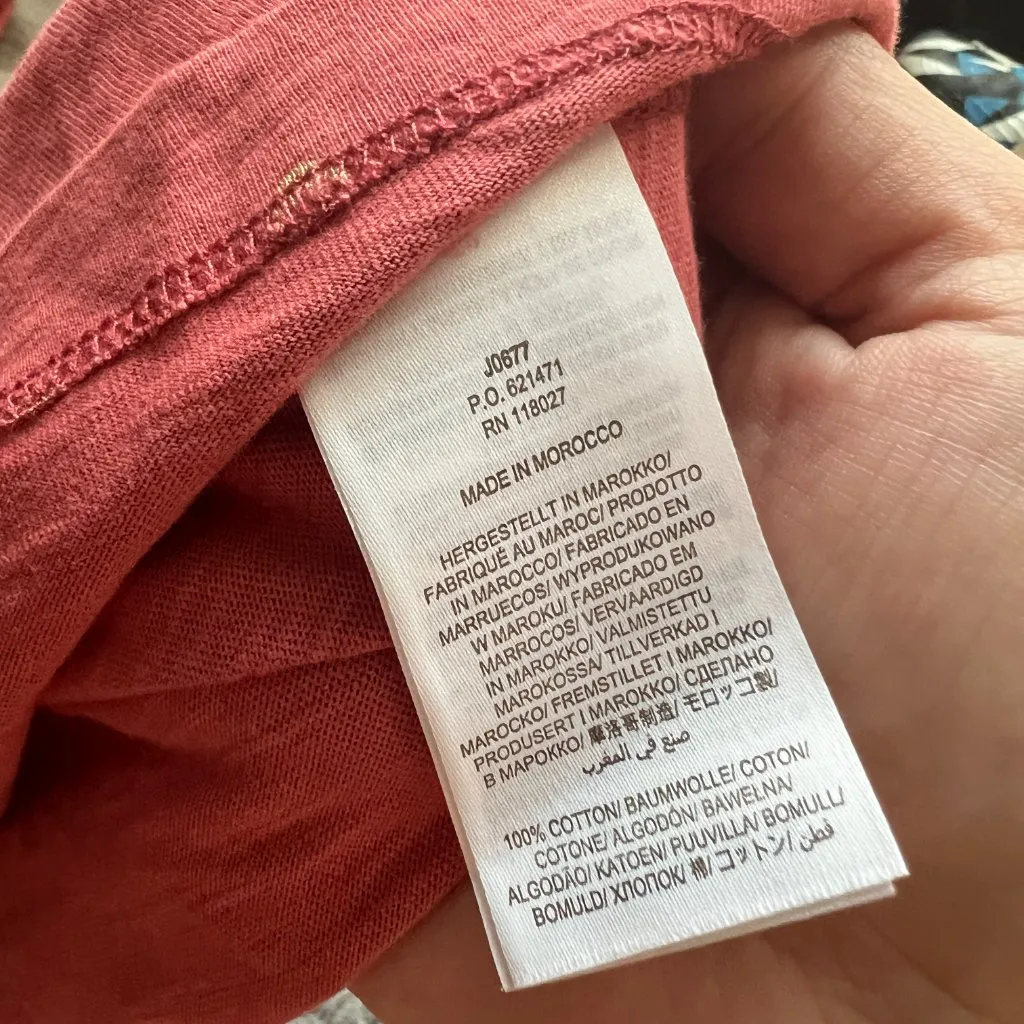 J0677
P.O. 621471
RN 118027
MADE IN MOROCCO
HERGESTELLT IN MAROKKO/
FABRIQUÉ AU MAROC/ PRODOTTO
IN MAROCCO/ FABRICADO EN
MARRUECOS/ WYPRODUKOWANO
W MAROKU/ FABRICADO EM
MARROCOS/ VERVAARDIGD
IN MAROKKO/ VALMISTETTU
MAROKOSSA/ TILLVERKAD I
MAROCKO/ FREMSTILLET I MAROKKO/
PRODUSERT I MAROKKO/ СДЕЛАНО
В МАРОККО/ 摩洛哥制造/ モロッコ製/
صنع في المغرب
100% COTTON/ BAUMWOLLE/ COTON/
COTONE/ ALGODÓN/ BAWEŁNA/
ALGODÃO/ KATOEN/ PUUVILLA/ BOMULL/
BOMULD/ ХЛОПОК/ 棉/ コットン/ قطن